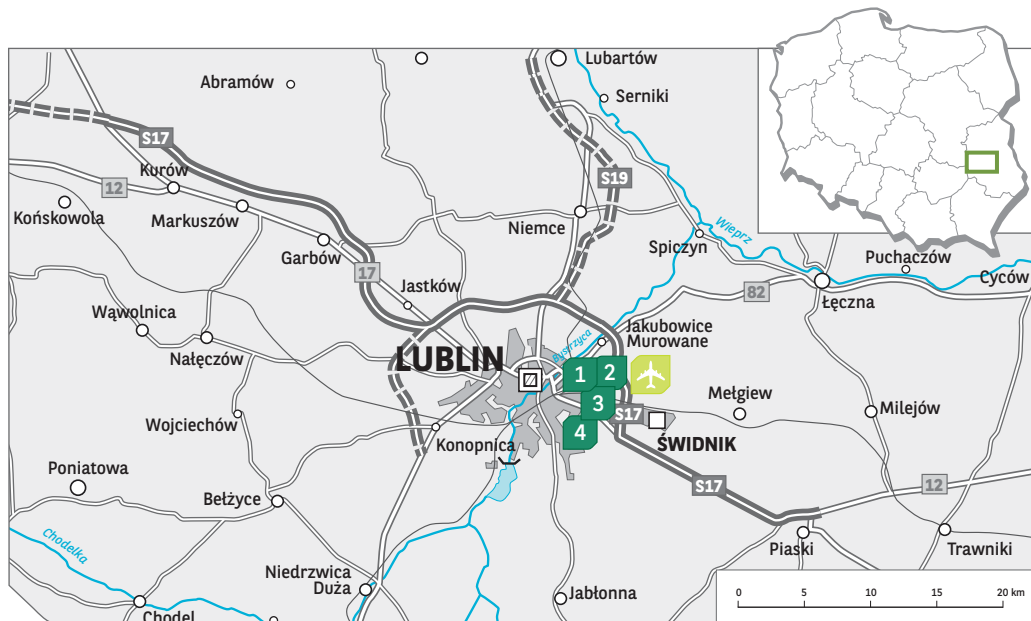 Lubartów
Abramów
Serniki
S17
Kurów
12
S19
Końskowola
Markuszów
Niemce
Wieprz
Spiczyn
Garbów
Puchaczów
17
Cyców
Jastków
82
Łęczna
Wąwolnica
Jakubowice
Murowane
Bystrzyca
Nałęczów
LUBLIN
1
2
3
4
Mełgiew
S17
Milejów
Wojciechów
Konopnica
ŚWIDNIK
Poniatowa
S17
12
Bełżyce
Chodelka
Piaski
Trawniki
Niedrzwica
Duża
Jabłonna
Chodel
0 5 10 15 20 km